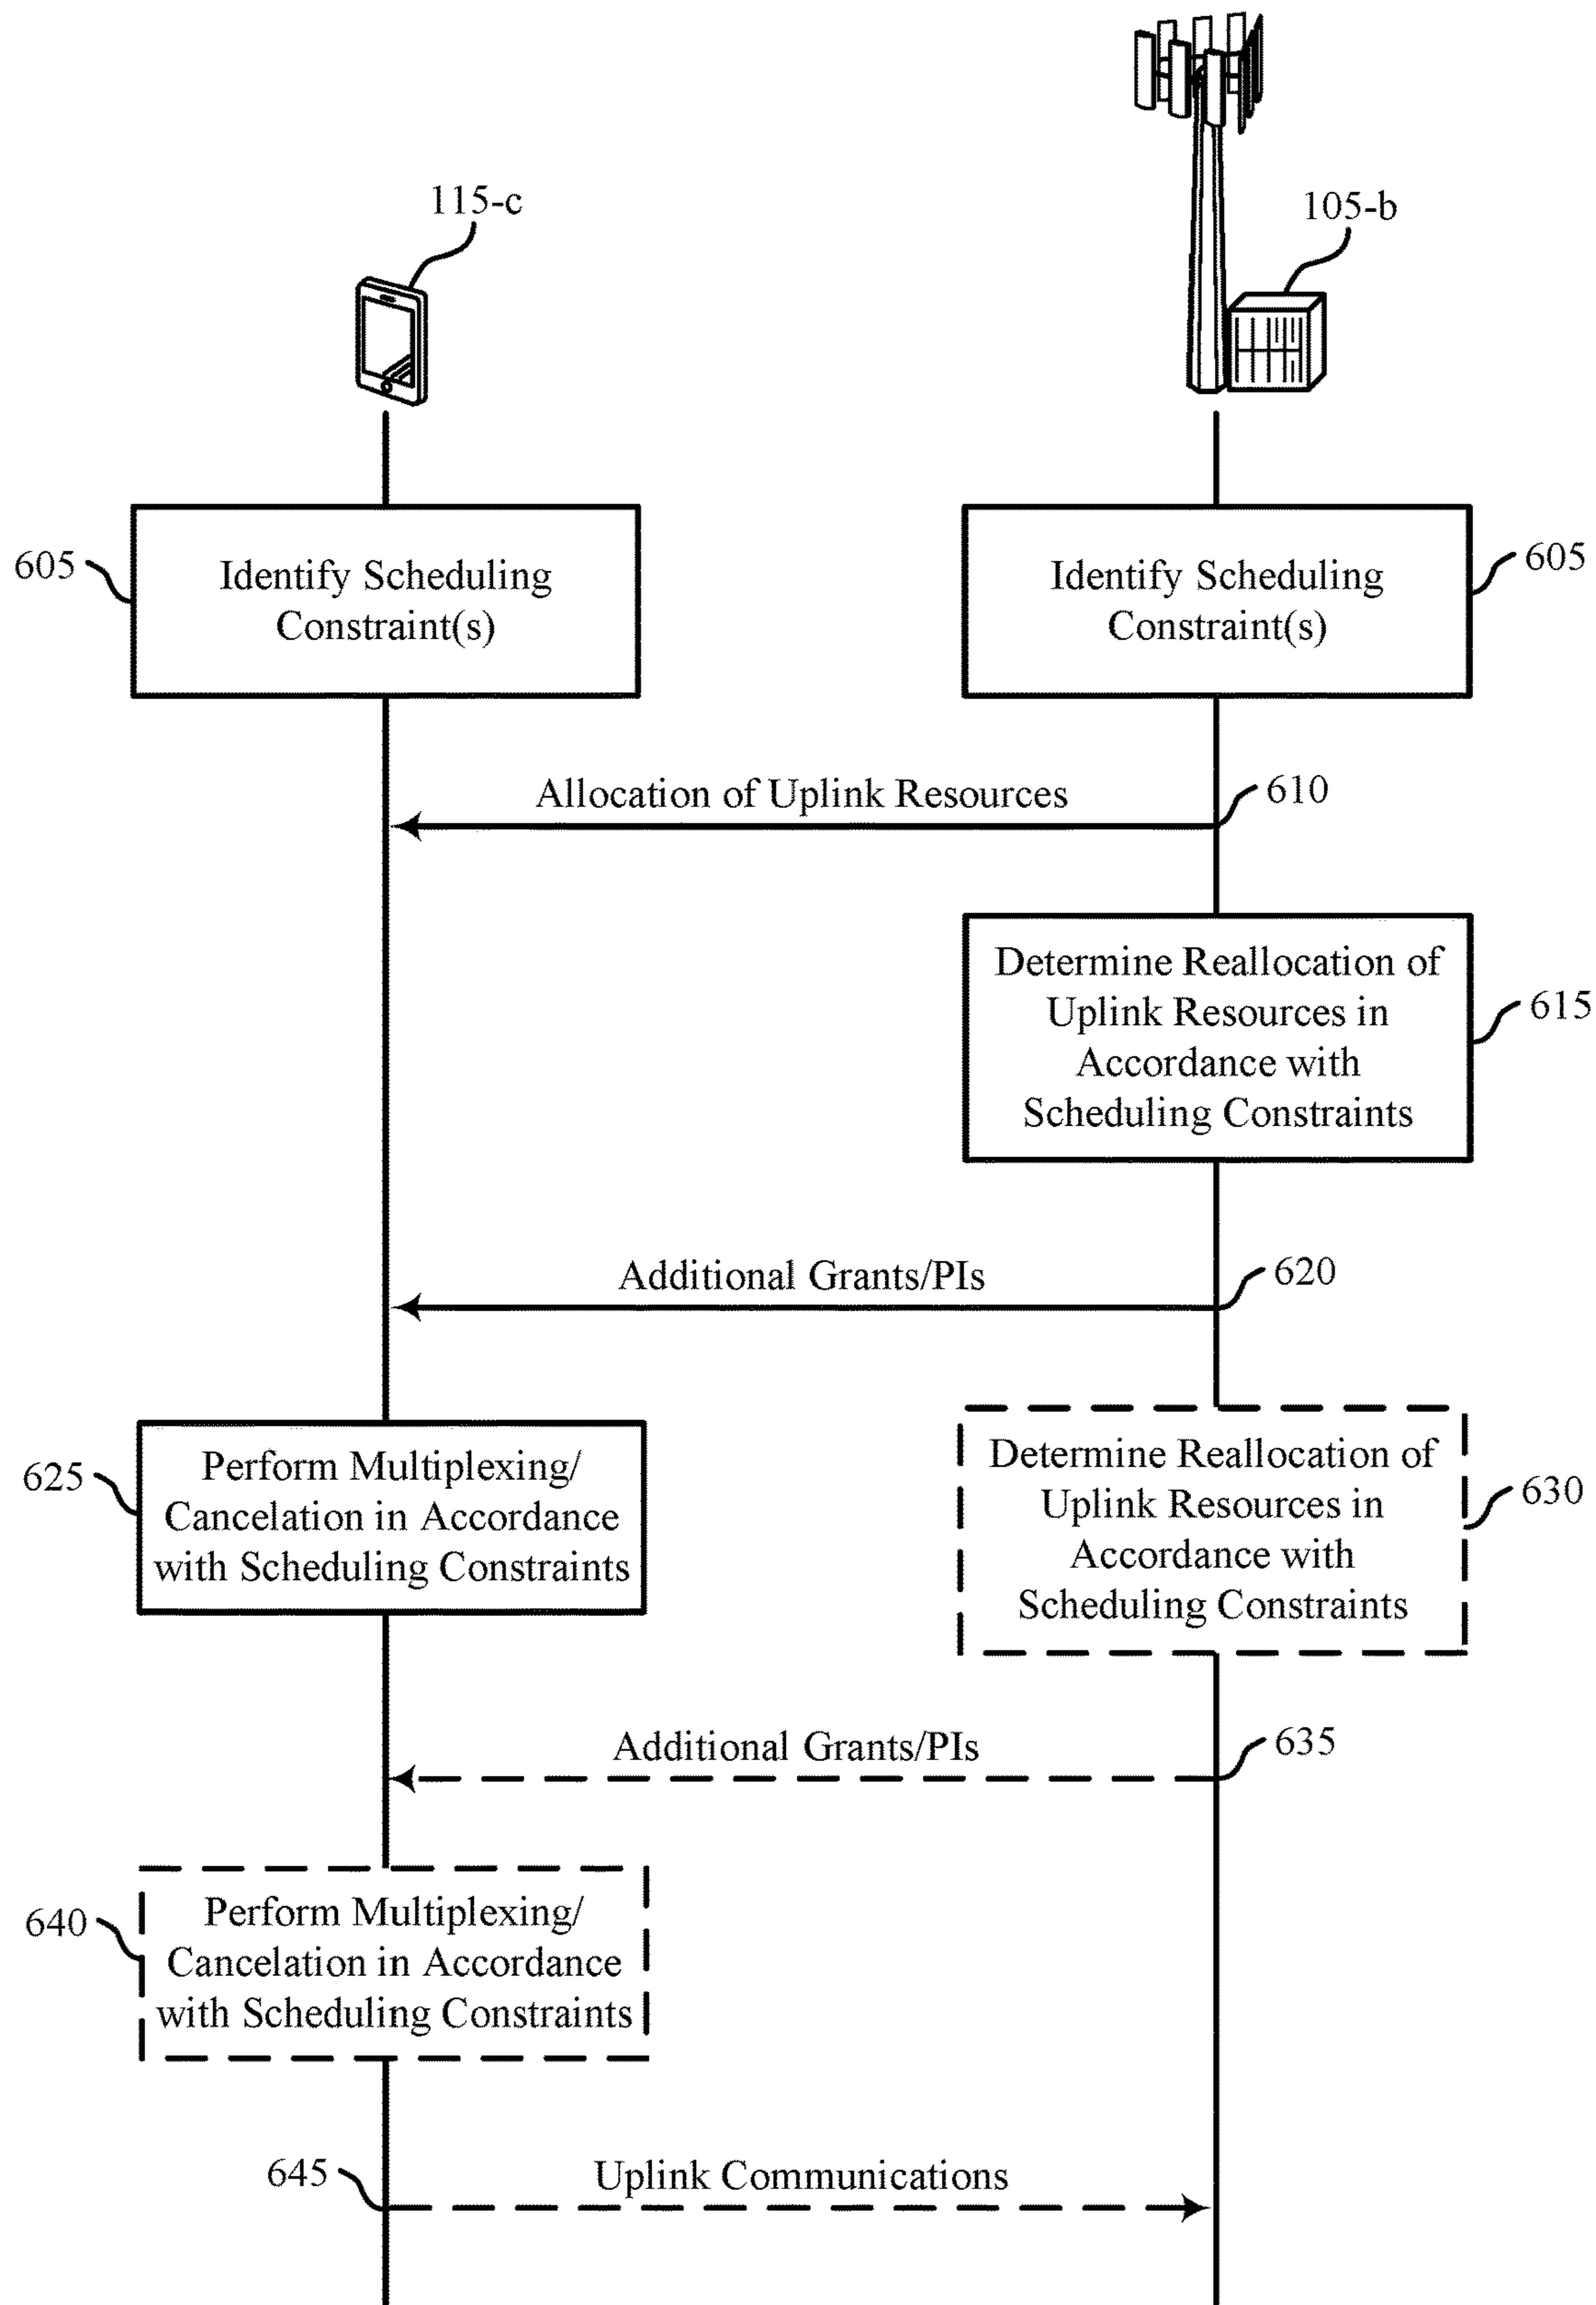 115-c
105-b
605
Identify Scheduling
Constraint(s)
Identify Scheduling
Constraint(s)
605
Allocation of Uplink Resources
610
Determine Reallocation of
Uplink Resources in
Accordance with
Scheduling Constraints
615
Additional Grants/PIs
620
625
Perform Multiplexing/
Cancelation in Accordance
with Scheduling Constraints
Determine Reallocation of
Uplink Resources in
Accordance with
Scheduling Constraints
630
Additional Grants/PIs
635
640
Perform Multiplexing/
Cancelation in Accordance
with Scheduling Constraints
645
Uplink Communications